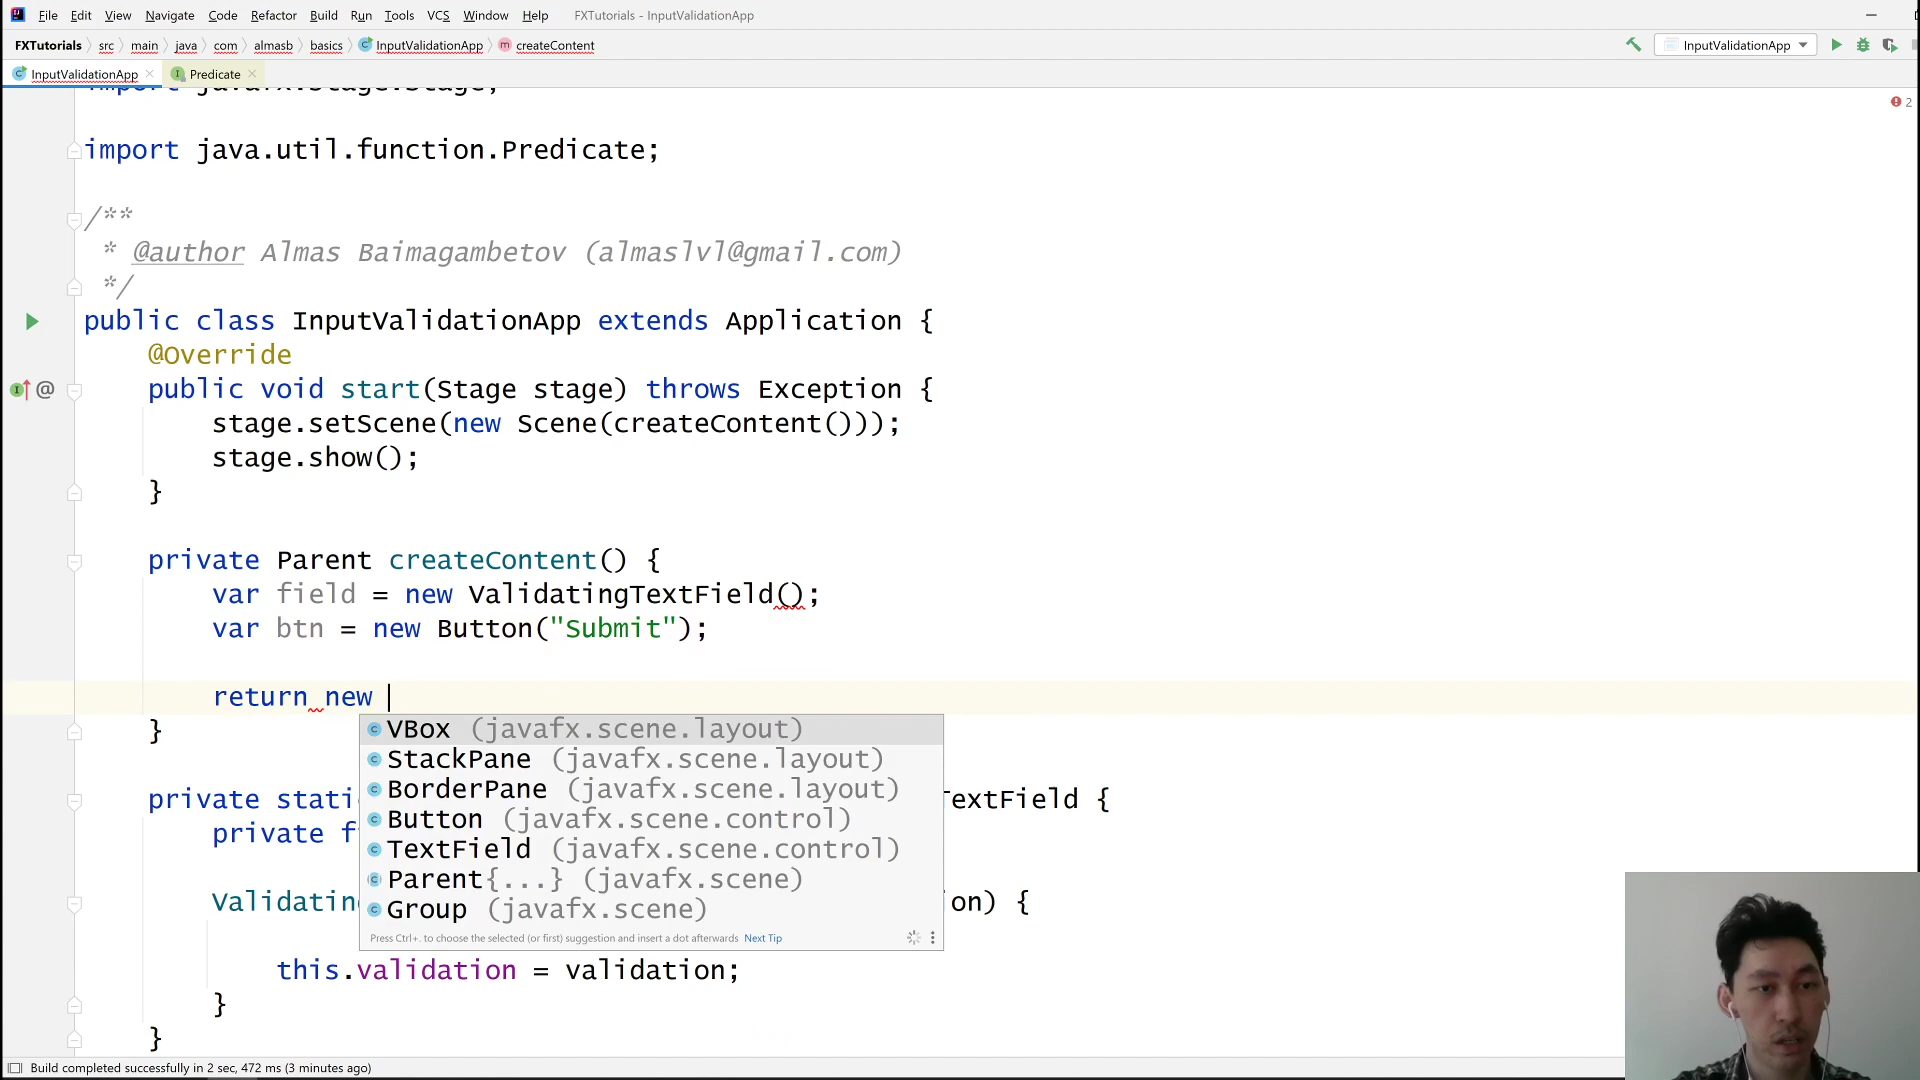 File Edit View Navigate Code Refactor Build Run Tools VCS Window Help FXTutorials - InputValidationApp
FXTutorials src main java com almasb basics InputValidationApp createContent InputValidationApp
InputValidationApp Predicate
2
import java.util.function.Predicate;
/**
* @author Almas Baimagambetov (almaslvl@gmail.com)
*/
public class InputValidationApp extends Application {
@Override
public void start(Stage stage) throws Exception {
stage.setScene(new Scene(createContent()));
stage.show();
}
private Parent createContent() {
var field = new ValidatingTextField();
var btn = new Button("Submit");
return new
VBox (javafx.scene.layout)
}
StackPane (javafx.scene.layout)
BorderPane (javafx.scene.layout)
private stati TextField {
Button (javafx.scene.control)
private f
TextField (javafx.scene.control)
Parent{...} (javafx.scene)
Validatin on) {
Group (javafx.scene)
Press Ctrl+. to choose the selected (or first) suggestion and insert a dot afterwards Next Tip
this.validation = validation;
}
}
Build completed successfully in 2 sec, 472 ms (3 minutes ago)